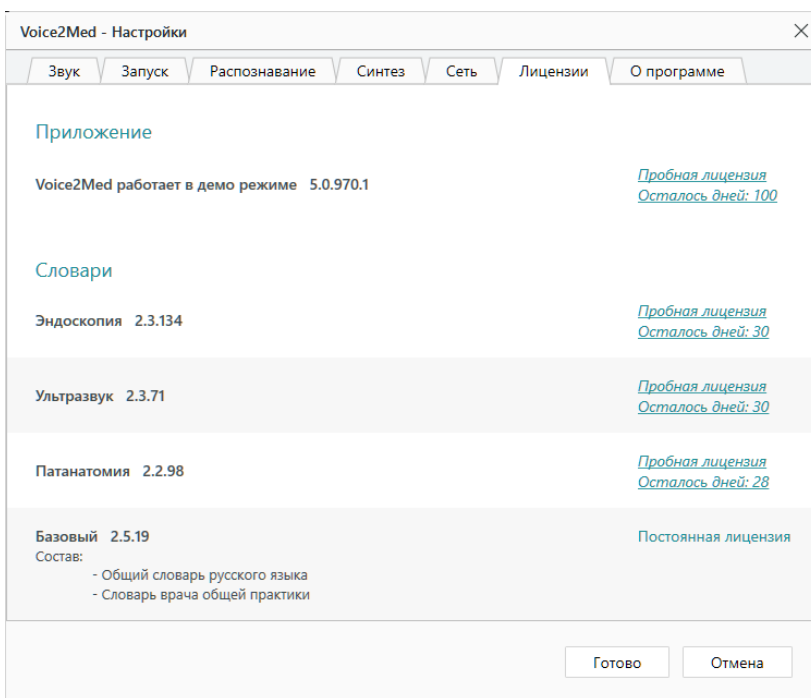 Voice2Med - Настройки
Звук Запуск Распознавание Синтез Сеть Лицензии О программе
Приложение
Voice2Med работает в демо режиме 5.0.970.1
Пробная лицензия
Осталось дней: 100
Словари
Эндоскопия 2.3.134
Пробная лицензия
Осталось дней: 30
Ультразвук 2.3.71
Пробная лицензия
Осталось дней: 30
Патанатомия 2.2.98
Пробная лицензия
Осталось дней: 28
Базовый 2.5.19
Постоянная лицензия
Состав:
- Общий словарь русского языка
- Словарь врача общей практики
Готово Отмена